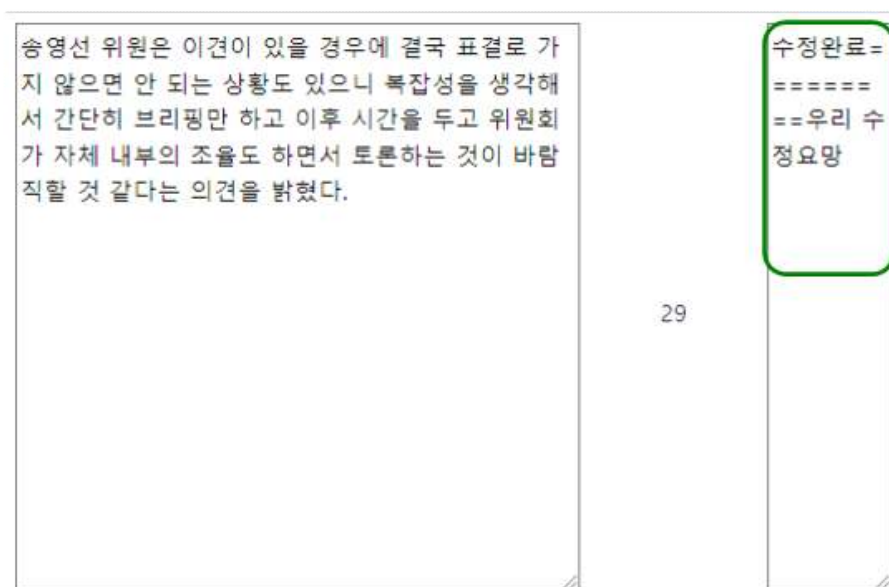 송영선 위원은 이견이 있을 경우에 결국 표결로 가
지 않으면 안 되는 상황도 있으니 복잡성을 생각해
서 간단히 브리핑만 하고 이후 시간을 두고 위원회
가 자체 내부의 조율도 하면서 토론하는 것이 바람
직할 것 같다는 의견을 밝혔다.
29
수정완료=
======
==우리 수
정요망